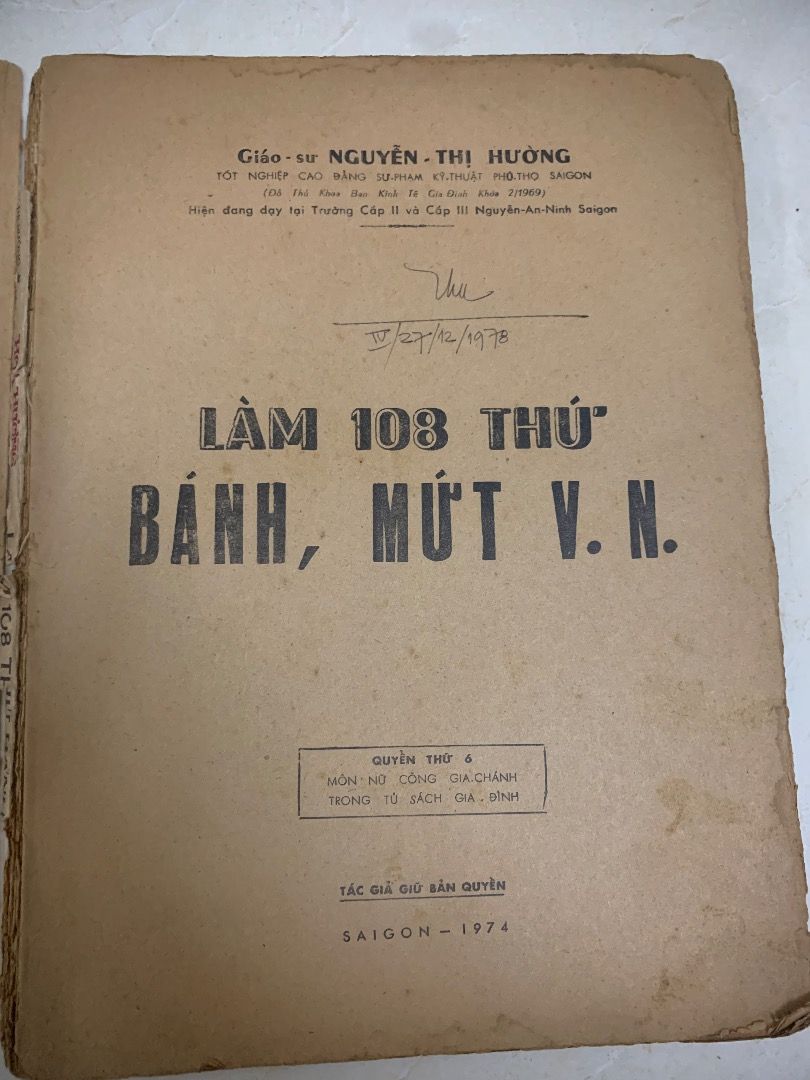 Giáo - sư NGUYỄN - THỊ HƯỜNG
TỐT NGHIỆP CAO ĐẲNG SƯ-PHẠM KỸ-THUẬT PHÚ-THỌ SAIGON
(Đỗ Thủ Khoa Ban Kinh Tế Gia Đình Khóa 2/1969)
Hiện đang dạy tại Trường Cấp II và Cấp III Nguyễn-An-Ninh Saigon
IV/27/12/1978
LÀM 108 THỨ
BÁNH, MỨT V. N.
QUYỂN THỨ 6
MÔN NỮ CÔNG GIA-CHÁNH
TRONG TỦ SÁCH GIA - ĐÌNH
TÁC GIẢ GIỮ BẢN QUYỀN
SAIGON – 1974